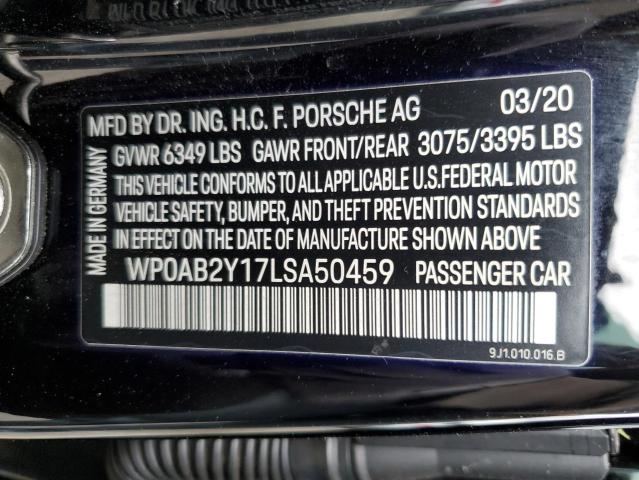 MFD BY DR. ING. H.C. F. PORSCHE AG 03/20
GVWR 6349 LBS GAWR FRONT/REAR 3075/3395 LBS
THIS VEHICLE CONFORMS TO ALL APPLICABLE U.S. FEDERAL MOTOR
VEHICLE SAFETY, BUMPER, AND THEFT PREVENTION STANDARDS
IN EFFECT ON THE DATE OF MANUFACTURE SHOWN ABOVE
WP0AB2Y17LSA50459 PASSENGER CAR
MADE IN GERMANY
9J1.010.016.B